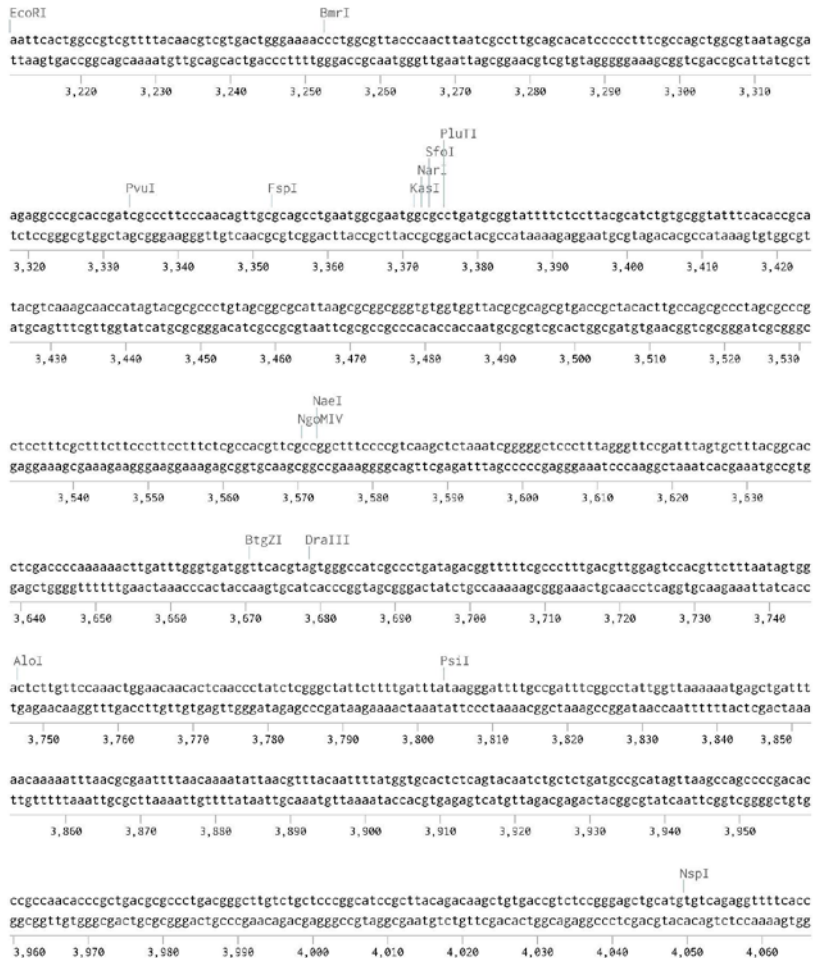 EcoRI BmrI
aattcactggccgtcgttttacaacgtcgtgactgggaaaaccctggcgttacccaacttaatcgccttgcagcacatccccctttcgccagctggcgtaatagcga
ttaagtgaccggcagcaaaatgttgcagcactgacccttttgggaccgcaatgggttgaattagcggaacgtcgtgtagggggaaagcggtcgaccgcattatcgct
3,220 3,230 3,240 3,250 3,260 3,270 3,280 3,290 3,300 3,310
PluTI
SfoI
NarI
PvuI FspI KasI
agaggcccgcaccgatcgcccttcccaacagttgcgcagcctgaatggcgaatggcgcctgatgcggtattttctccttacgcatctgtgcggtatttcacaccgca
tctccgggcgtggctagcgggaagggttgtcaacgcgtcggacttaccgcttaccgcggactacgccataaaagaggaatgcgtagacacgccataaagtgtggcgt
3,320 3,330 3,340 3,350 3,360 3,370 3,380 3,390 3,400 3,410 3,420
tacgtcaaagcaaccatagtacgcgccctgtagcggcgcattaagcgcggcgggtgtggtggttacgcgcagcgtgaccgctacacttgccagcgccctagcgcccg
atgcagtttcgttggtatcatgcgcgggacatcgccgcgtaattcgcgccgcccacaccaccaatgcgcgtcgcactggcgatgtgaacggtcgcgggatcgcgggc
3,430 3,440 3,450 3,460 3,470 3,480 3,490 3,500 3,510 3,520 3,530
NaeI
NgoMIV
ctcctttcgctttcttcccttcctttctcgccacgttcgccggctttccccgtcaagctctaaatcgggggctccctttagggttccgatttagtgctttacggcac
gaggaaagcgaaagaagggaaggaaagagcggtgcaagcggccgaaaggggcagttcgagatttagcccccgagggaaatcccaaggctaaatcacgaaatgccgtg
3,540 3,550 3,560 3,570 3,580 3,590 3,600 3,610 3,620 3,630
BtgZI DraIII
ctcgaccccaaaaaacttgatttgggtgatggttcacgtagtgggccatcgccctgatagacggtttttcgccctttgacgttggagtccacgttctttaatagtgg
gagctggggttttttgaactaaacccactaccaagtgcatcacccggtagcgggactatctgccaaaaagcgggaaactgcaacctcaggtgcaagaaattatcacc
3,640 3,650 3,660 3,670 3,680 3,690 3,700 3,710 3,720 3,730 3,740
AloI PsiI
actcttgttccaaactggaacaacactcaaccctatctcgggctattcttttgatttataagggattttgccgatttcggcctattggttaaaaaatgagctgattt
tgagaacaaggtttgaccttgttgtgagttgggatagagcccgataagaaaactaaatattccctaaaacggctaaagccggataaccaattttttactcgactaaa
3,750 3,760 3,770 3,780 3,790 3,800 3,810 3,820 3,830 3,840 3,850
aacaaaaatttaacgcgaattttaacaaaatattaacgtttacaattttatggtgcactctcagtacaatctgctctgatgccgcatagttaagccagccccgacac
ttgtttttaaattgcgcttaaaattgttttataattgcaaatgttaaaataccacgtgagagtcatgttagacgagactacggcgtatcaattcggtcggggctgtg
3,860 3,870 3,880 3,890 3,900 3,910 3,920 3,930 3,940 3,950
NspI
ccgccaacacccgctgacgcgccctgacgggcttgtctgctcccggcatccgcttacagacaagctgtgaccgtctccgggagctgcatgtgtcagaggttttcacc
ggcggttgtgggcgactgcgcgggactgcccgaacagacgagggccgtaggcgaatgtctgttcgacactggcagaggccctcgacgtacacagtctccaaaagtgg
3,960 3,970 3,980 3,990 4,000 4,010 4,020 4,030 4,040 4,050 4,060